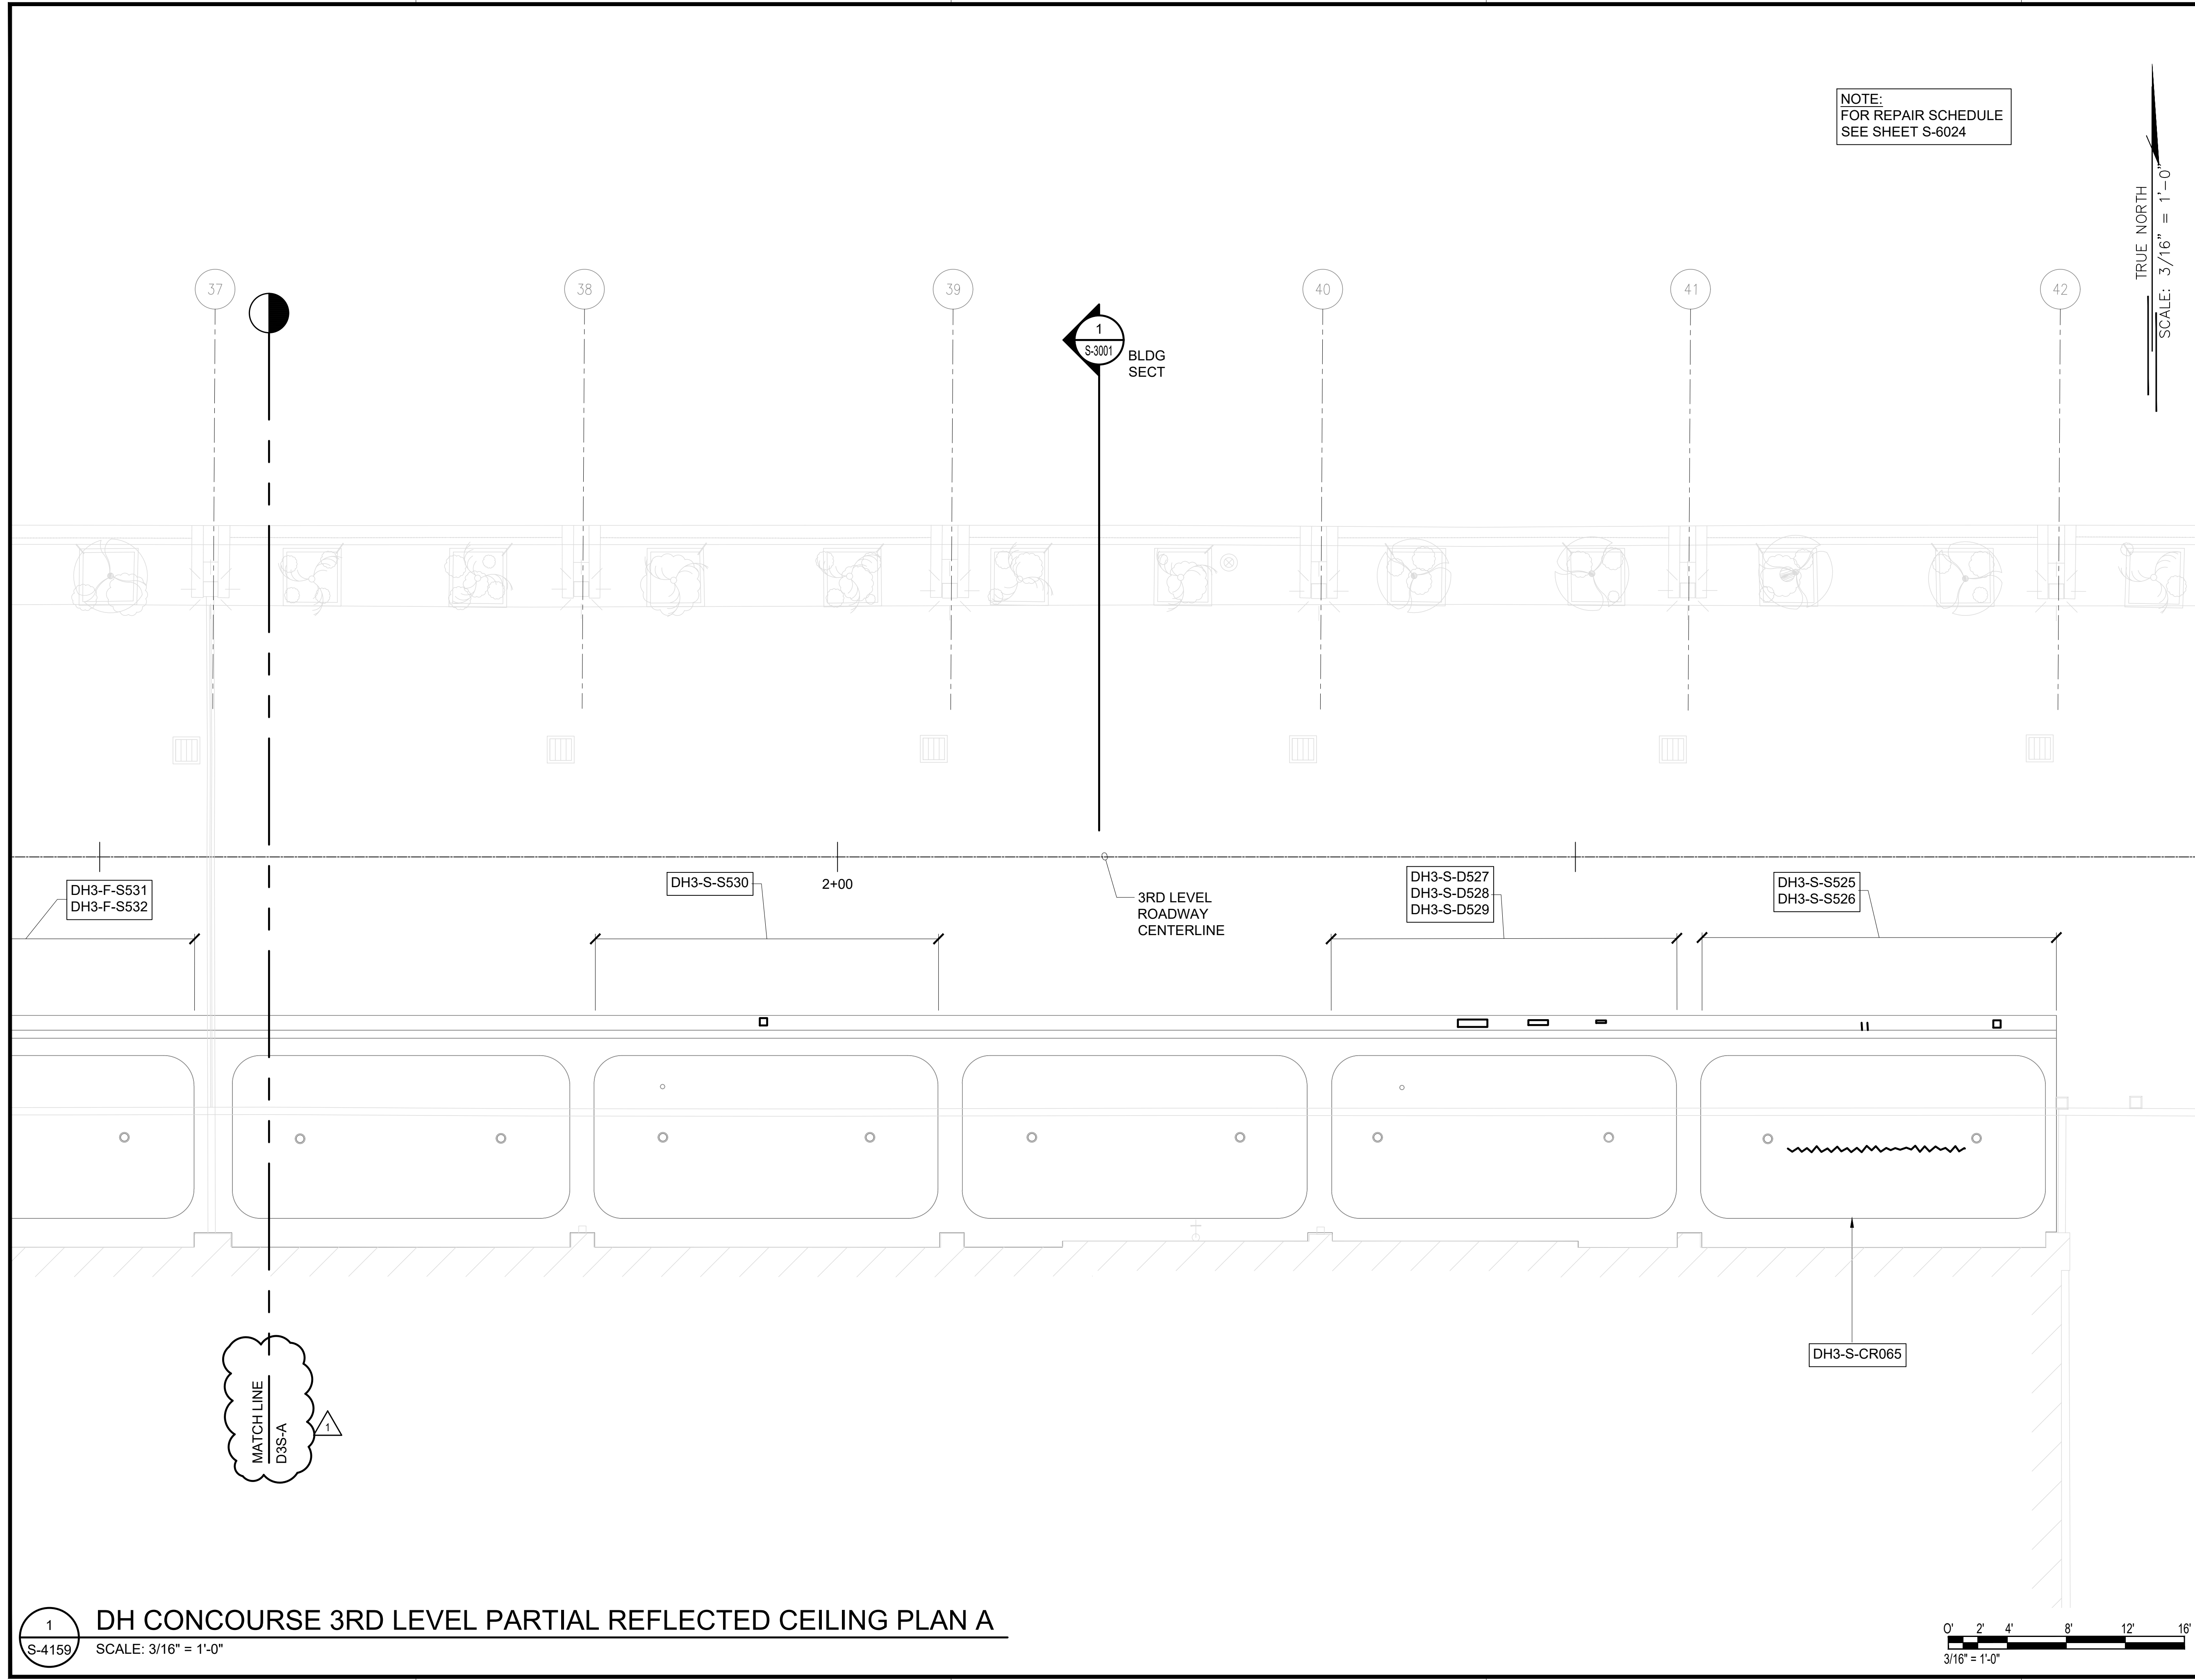 NOTE:
FOR REPAIR SCHEDULE
SEE SHEET S-6024
TRUE NORTH
SCALE: 3/16" = 1'-0"
37
38
39
40
41
42
1
S-3001
BLDG
SECT
DH3-F-S531
DH3-F-S532
DH3-S-S530
2+00
3RD LEVEL
ROADWAY
CENTERLINE
DH3-S-D527
DH3-S-D528
DH3-S-D529
DH3-S-S525
DH3-S-S526
DH3-S-CR065
MATCH LINE
D3S-A
1
1
S-4159
DH CONCOURSE 3RD LEVEL PARTIAL REFLECTED CEILING PLAN A
SCALE: 3/16" = 1'-0"
0' 2' 4' 8' 12' 16'
3/16" = 1'-0"